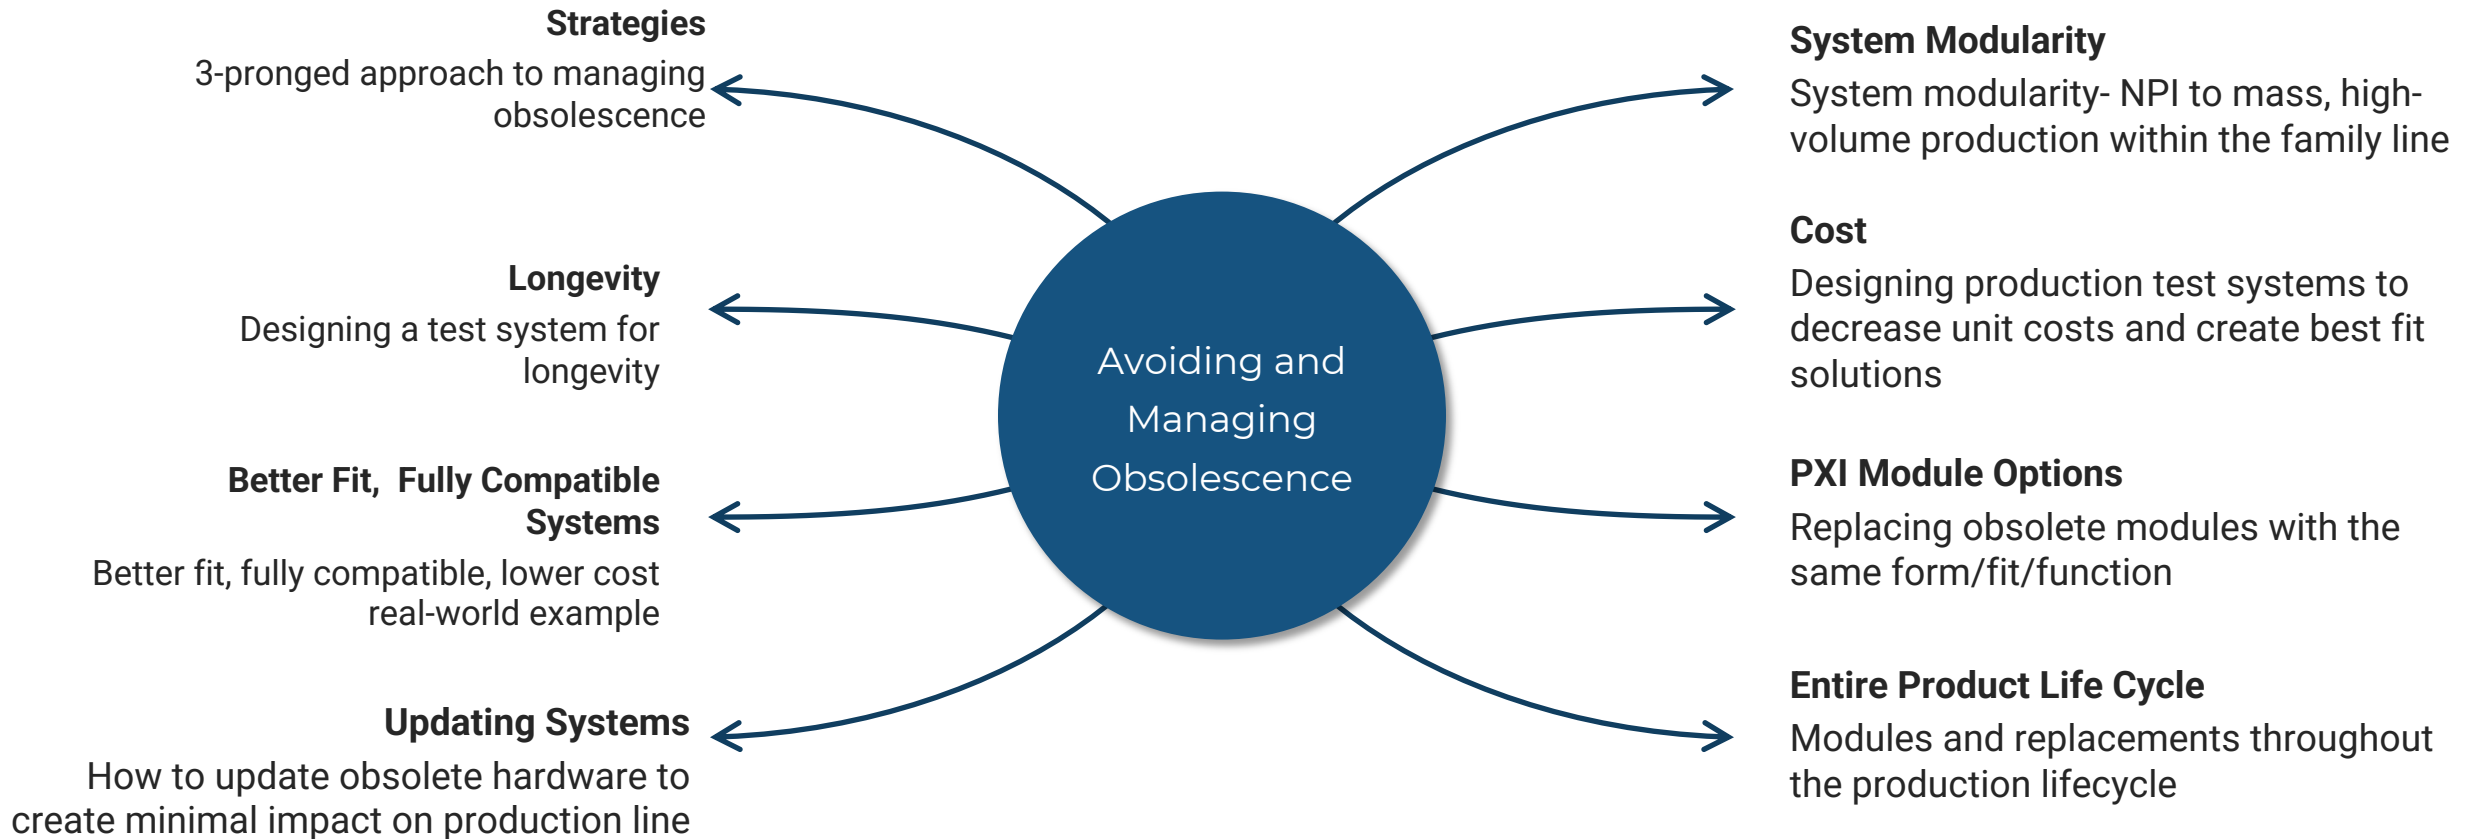 Strategies
3-pronged approach to managing
obsolescence
Longevity
Designing a test system for
longevity
Better Fit,  Fully Compatible
Systems
Better fit, fully compatible, lower cost
real-world example
Updating Systems
How to update obsolete hardware to
create minimal impact on production line
Avoiding and
Managing
Obsolescence
System Modularity
System modularity- NPI to mass, high-
volume production within the family line
Cost
Designing production test systems to
decrease unit costs and create best fit
solutions
PXI Module Options
Replacing obsolete modules with the
same form/fit/function
Entire Product Life Cycle
Modules and replacements throughout
the production lifecycle